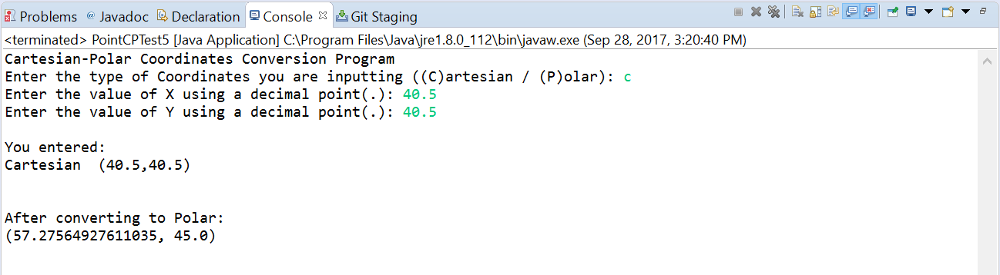 Problems @ Javadoc Declaration Console Git Staging
<terminated> PointCPTest5 [Java Application] C:\Program Files\Java\jre1.8.0_112\bin\javaw.exe (Sep 28, 2017, 3:20:40 PM)
Cartesian-Polar Coordinates Conversion Program
Enter the type of Coordinates you are inputting ((C)artesian / (P)olar): c
Enter the value of X using a decimal point(.): 40.5
Enter the value of Y using a decimal point(.): 40.5
You entered:
Cartesian  (40.5,40.5)
After converting to Polar:
(57.27564927611035, 45.0)